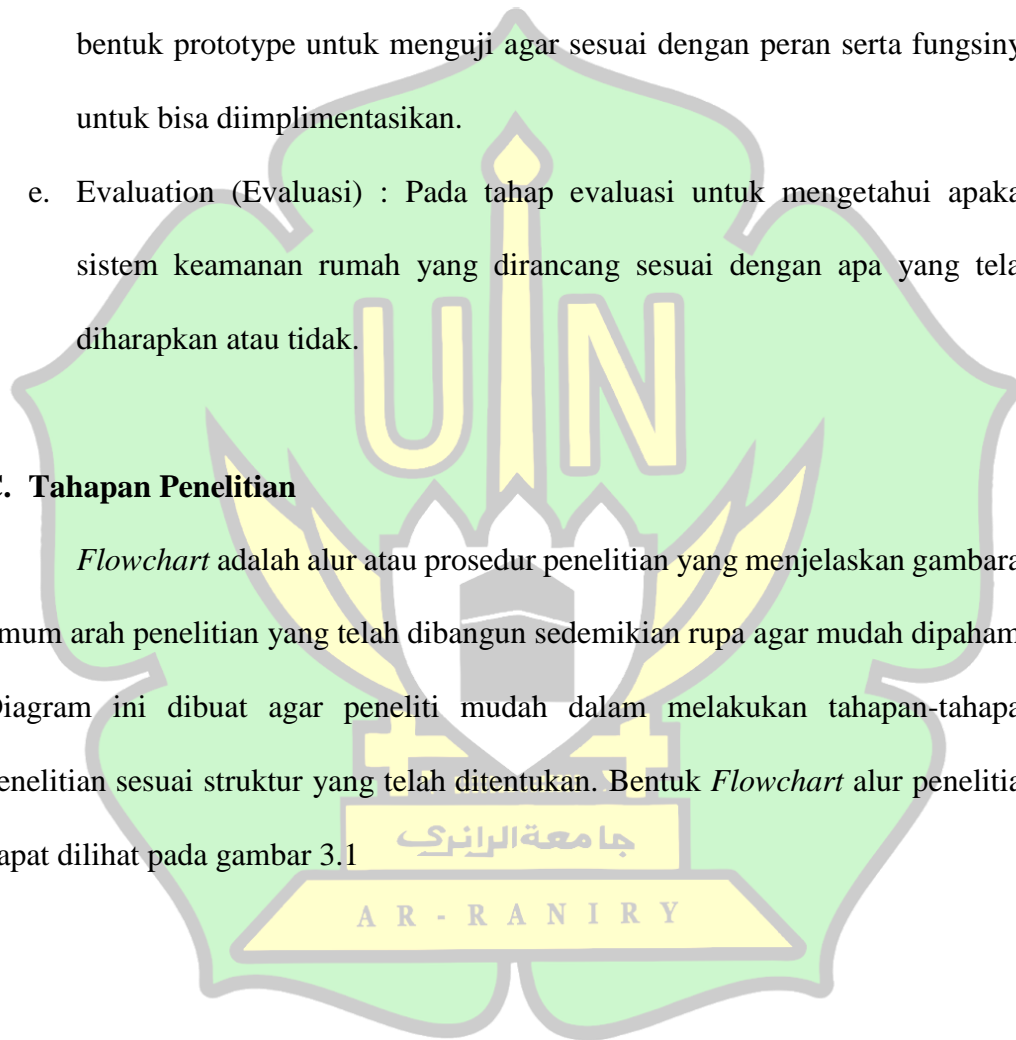 bentuk prototype untuk menguji agar sesuai dengan peran serta fungsiny
untuk bisa diimplimentasikan.
e. Evaluation (Evaluasi) : Pada tahap evaluasi untuk mengetahui apaka
sistem keamanan rumah yang dirancang sesuai dengan apa yang tela
diharapkan atau tidak.
UIN
C. Tahapan Penelitian
Flowchart adalah alur atau prosedur penelitian yang menjelaskan gambara
mum arah penelitian yang telah dibangun sedemikian rupa agar mudah dipaham
Diagram ini dibuat agar peneliti mudah dalam melakukan tahapan-tahapa
enelitian sesuai struktur yang telah ditentukan. Bentuk Flowchart alur penelitia
apat dilihat pada gambar 3.1
جامعة الرانري
AR-RANIRY